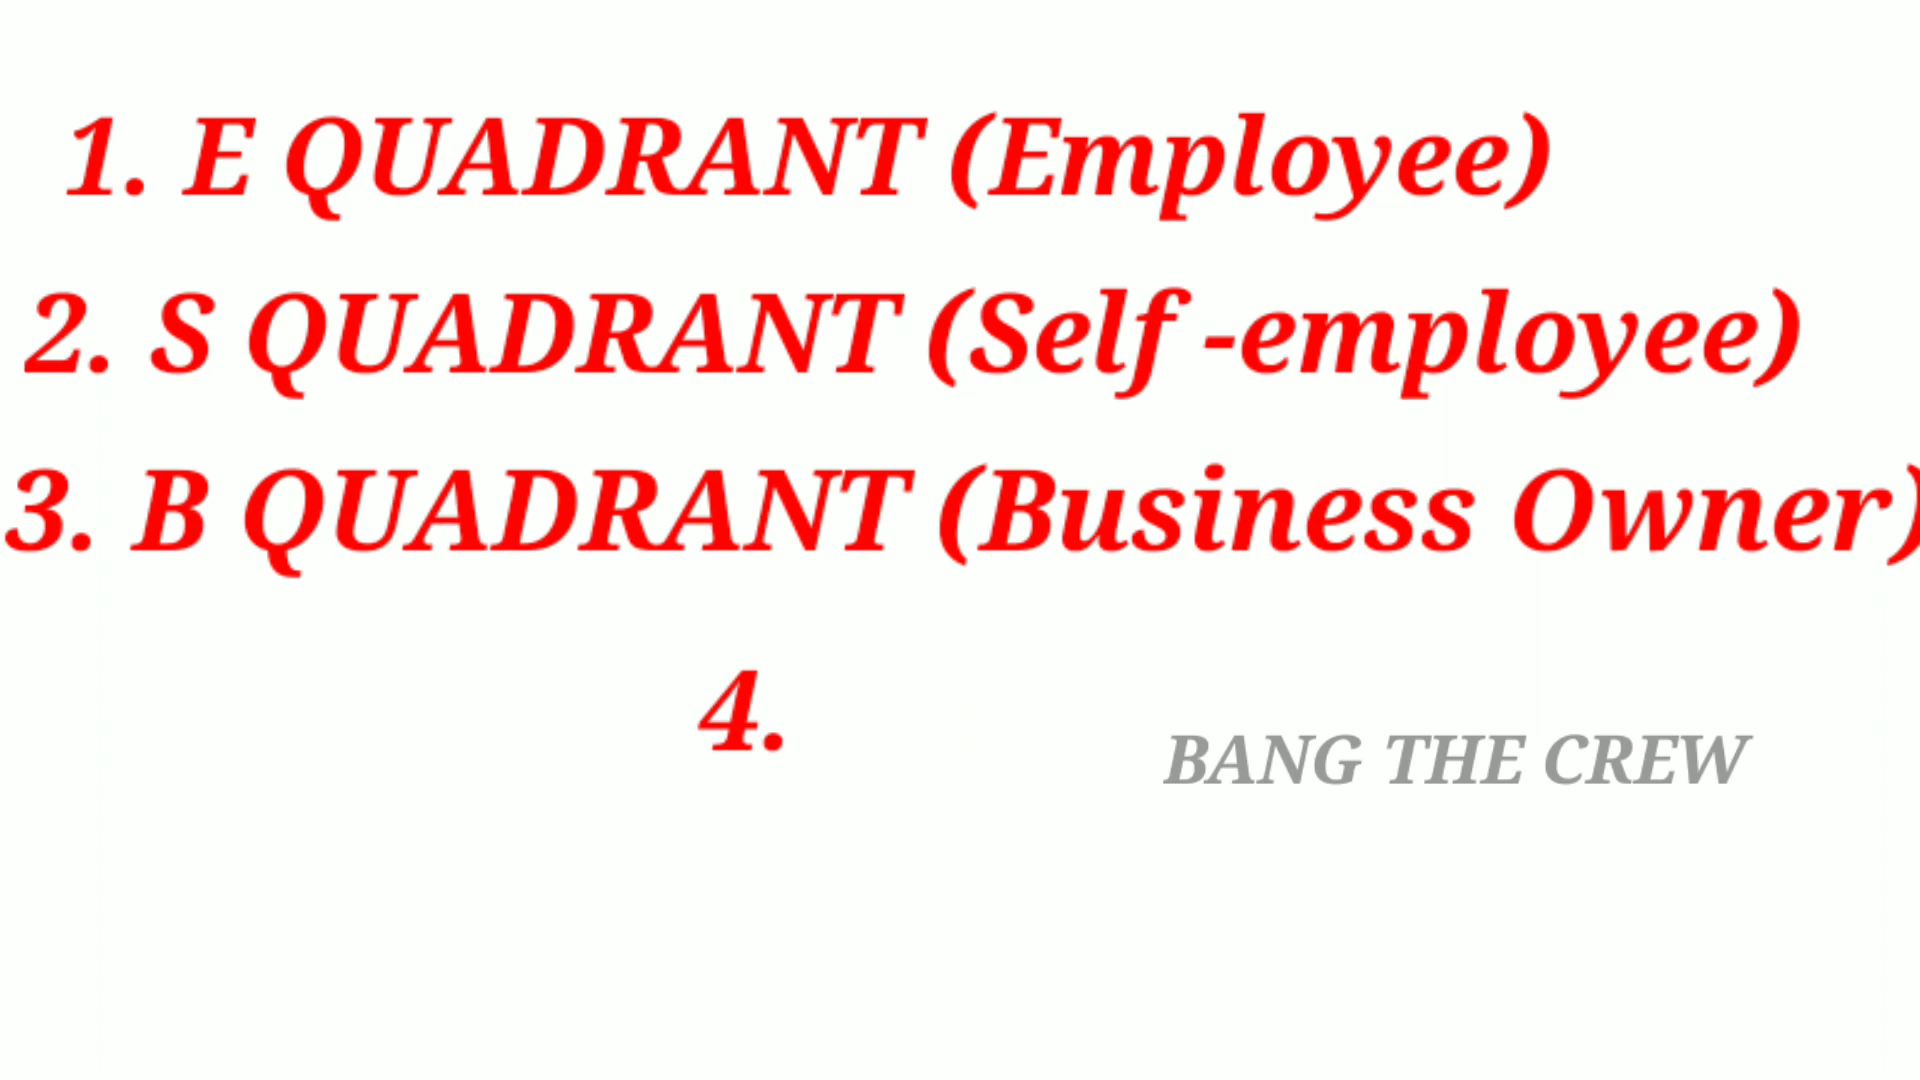 1. E QUADRANT (Employee)
2. S QUADRANT (Self -employee)
3. B QUADRANT (Business Owner)
4.
BANG THE CREW